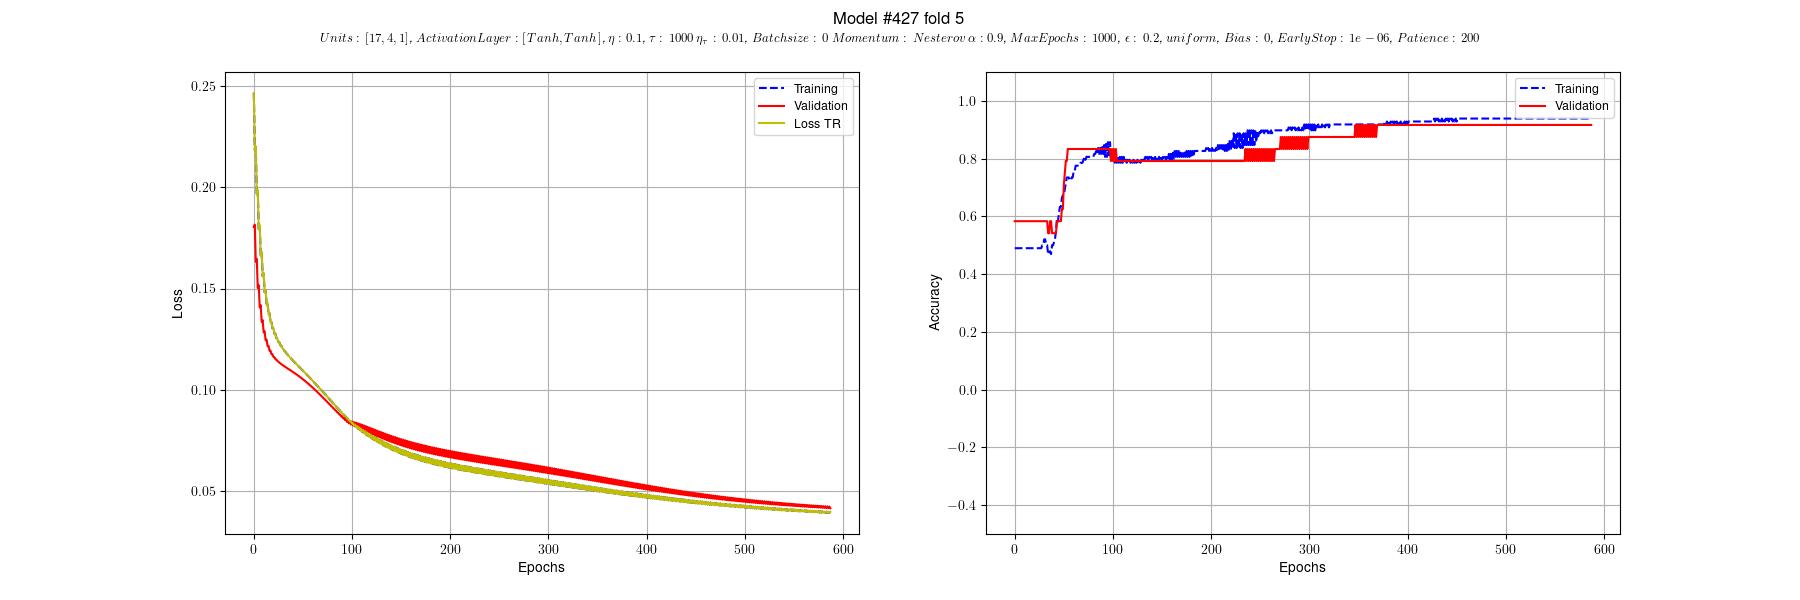 Model #427 fold 5
Units : [17, 4, 1], ActivationLayer : [Tanh, Tanh], η : 0.1, τ : 1000 η_τ : 0.01, Batchsize : 0 Momentum : Nesterov α : 0.9, MaxEpochs : 1000, ϵ : 0.2, uniform, Bias : 0, EarlyStop : 1e − 06, Patience : 200
Loss
0.25
0.20
0.15
0.10
0.05
0 100 200 300 400 500 600
Epochs
Training
Validation
Loss TR
Accuracy
1.0
0.8
0.6
0.4
0.2
0.0
−0.2
−0.4
0 100 200 300 400 500 600
Epochs
Training
Validation